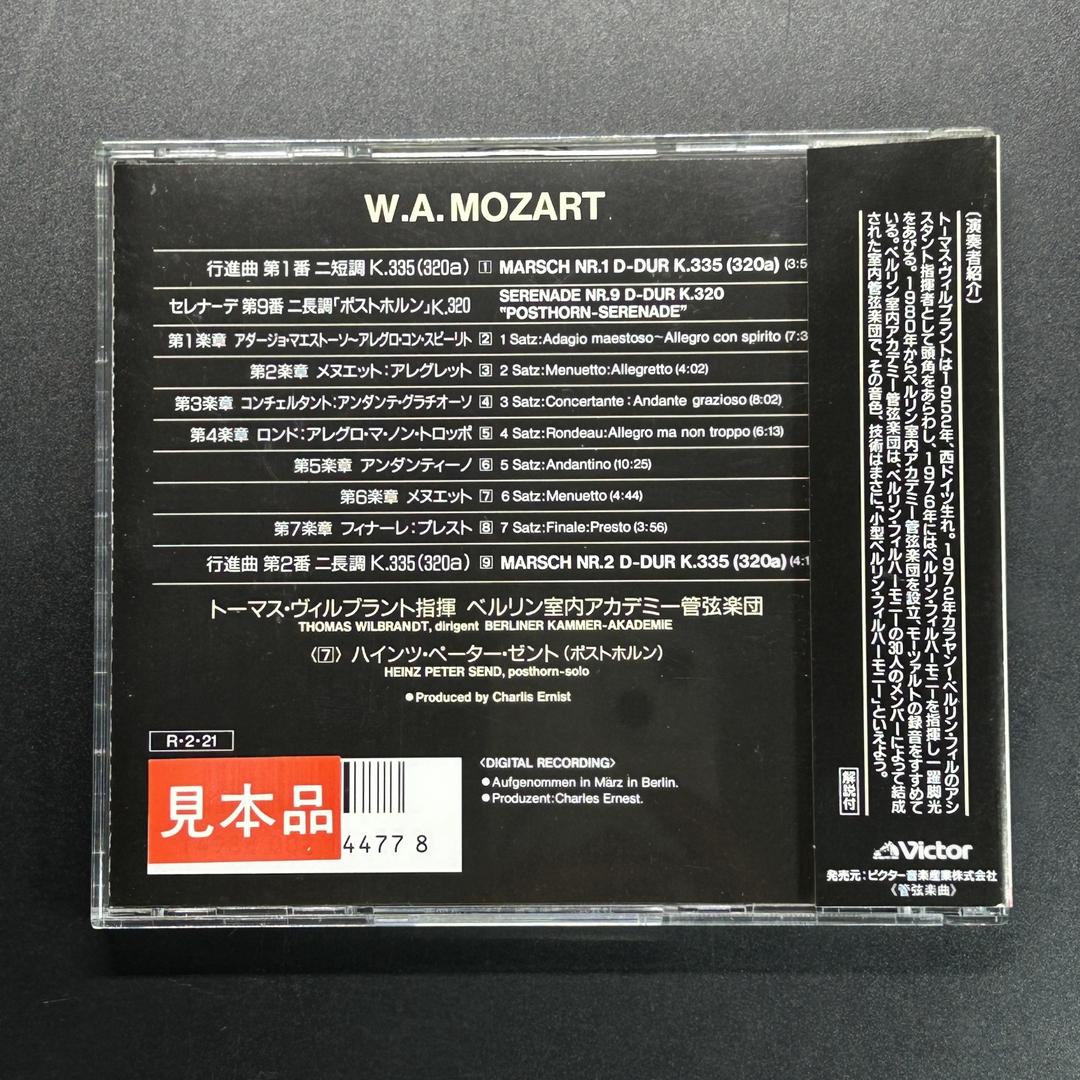 W.A.MOZART
行進曲 第1番 ニ短調 K.335(320a) 1 MARSCH NR.1 D-DUR K.335 (320a) (3:5
セレナーデ 第9番 ニ長調「ポストホルン」K.320 SERENADE NR.9 D-DUR K.320
"POSTHORN-SERENADE"
第1楽章 アダージョ・マエストーソ~アレグロ・コン・スピーリト 2 1 Satz:Adagio maestoso~Allegro con spirito (7:3
第2楽章 メヌエット:アレグレット 3 2 Satz:Menuetto:Allegretto (4:02)
第3楽章 コンチェルタント:アンダンテ・グラチオーソ 4 3 Satz:Concertante:Andante grazioso (8:02)
第4楽章 ロンド:アレグロ・マ・ノン・トロッポ 5 4 Satz:Rondeau:Allegro ma non troppo (6:13)
第5楽章 アンダンティーノ 6 5 Satz:Andantino (10:25)
第6楽章 メヌエット 7 6 Satz:Menuetto (4:44)
第7楽章 フィナーレ:プレスト 8 7 Satz:Finale:Presto (3:56)
行進曲 第2番 ニ長調 K.335(320a) 9 MARSCH NR.2 D-DUR K.335 (320a) (4:1
トーマス・ヴィルブラント指揮 ベルリン室内アカデミー管弦楽団
THOMAS WILBRANDT, dirigent BERLINER KAMMER-AKADEMIE
〈7〉ハインツ・ペーター・ゼント(ポストホルン)
HEINZ PETER SEND, posthorn-solo
●Produced by Charlis Ernist
R・2・21
見本品
4477 8
〈DIGITAL RECORDING〉
●Aufgenommen in März in Berlin.
●Produzent:Charles Ernest.
(演奏者紹介)
トーマス・ヴィルブラントは1952年、西ドイツ生れ。1972年カラヤン~ベルリン・フィルのアシ
スタント指揮者として頭角をあらわし、1976年にはベルリン・フィルハーモニーを指揮し一躍脚光
をあびる。1980年からベルリン室内アカデミー管弦楽団を設立、モーツァルトの録音をすすめて
いる。ベルリン室内アカデミー管弦楽団は、ベルリン・フィルハーモニーの30人のメンバーによって結成
された室内管弦楽団で、その音色、技術はまさに「小型ベルリン・フィルハーモニー」といえよう。
解説付
Victor
発売元:ビクター音楽産業株式会社
《管弦楽曲》